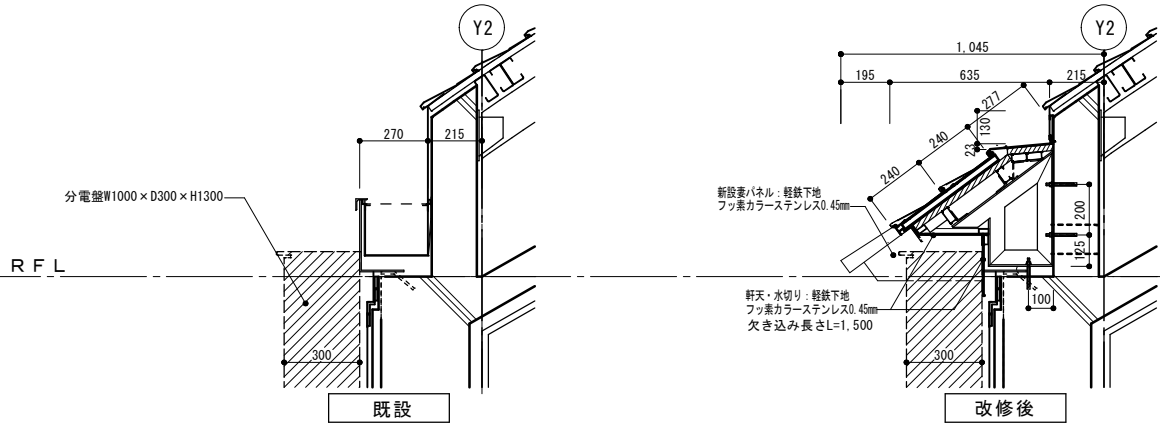 Y2
270
215
分電盤W1000×D300×H1300
RFL
300
既設
Y2
1,045
195
635
215
277
130
23
240
240
新設妻パネル：軽鉄下地
フッ素カラーステンレス0.45mm
200
125
軒天・水切り：軽鉄下地
フッ素カラーステンレス0.45mm
欠き込み長さL=1,500
100
300
改修後